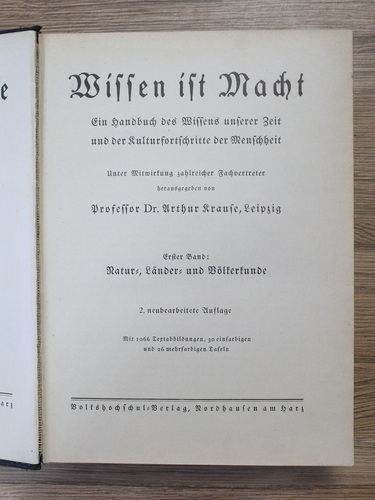 e
Wissen ist Macht
Ein Handbuch des Wissens unserer Zeit
und der Kulturfortschritte der Menschheit
Unter Mitwirkung zahlreicher Fachvertreter
herausgegeben von
Professor Dr. Arthur Krause, Leipzig
Erster Band:
Natur-, Länder- und Völkerkunde
2. neubearbeitete Auflage
Mit 1066 Textabbildungen, 50 einfarbigen
und 26 mehrfarbigen Tafeln
Volkshochschul-Verlag, Nordhausen am Harz
arz